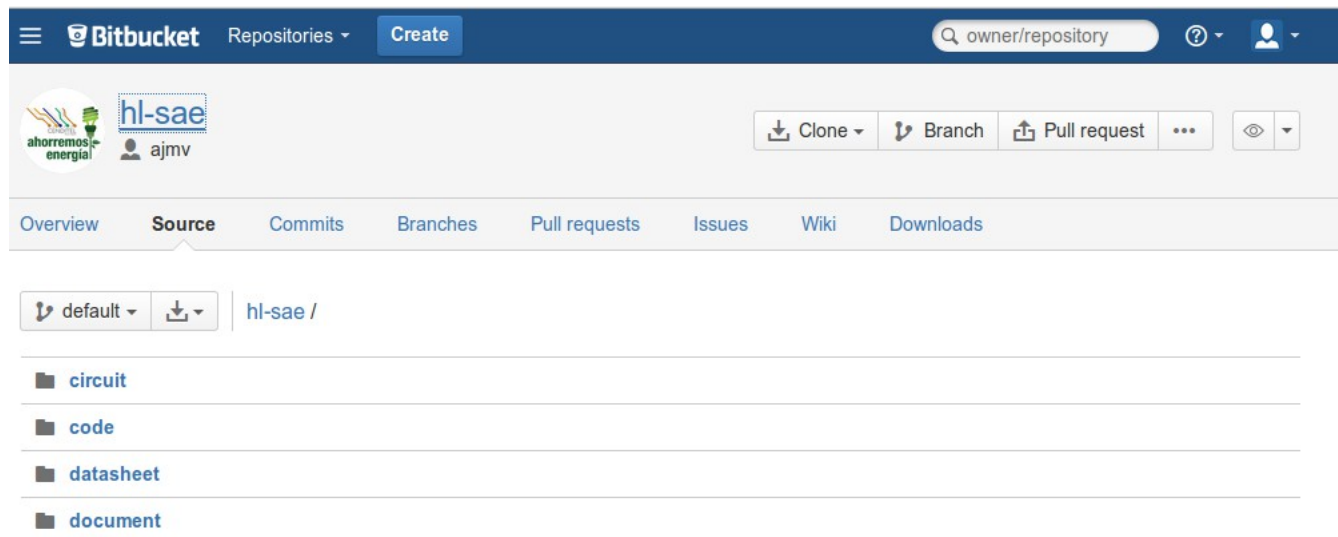 Bitbucket Repositories Create owner/repository
CENDITEL
ahorremos
energía!
hl-sae
ajmv
Clone Branch Pull request
Overview Source Commits Branches Pull requests Issues Wiki Downloads
default hl-sae /
circuit
code
datasheet
document